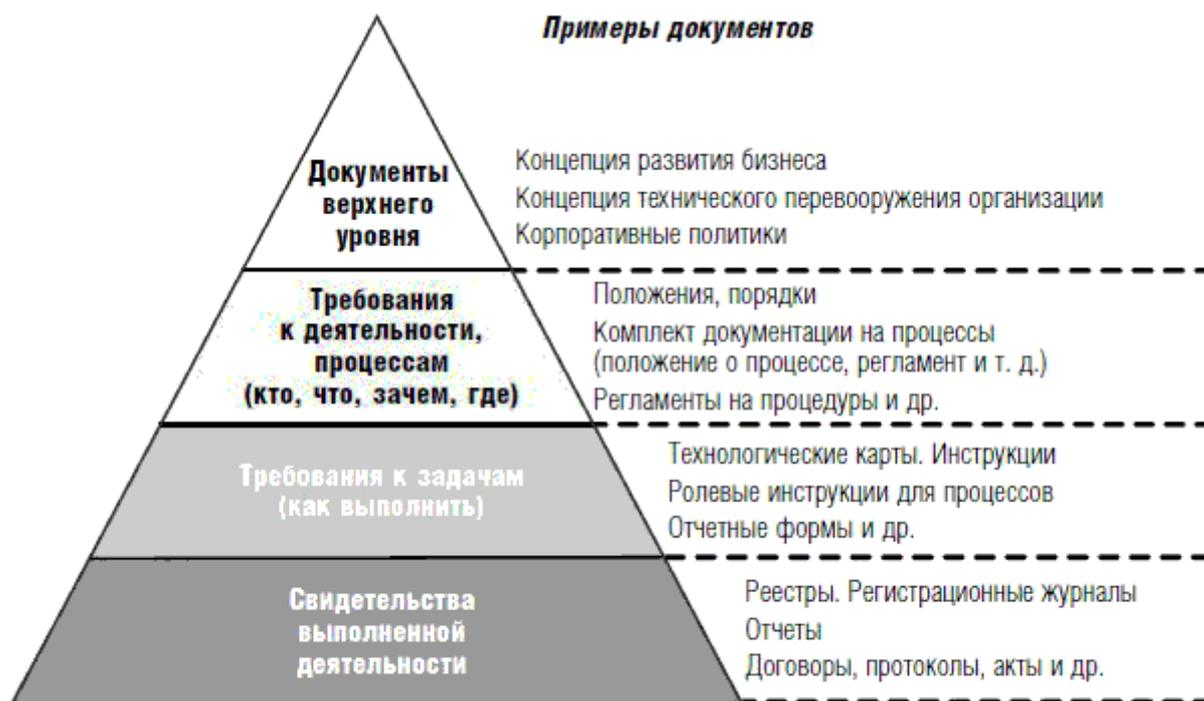 Примеры документов
Документы
верхнего
уровня
Концепция развития бизнеса
Концепция технического перевооружения организации
Корпоративные политики
Требования
к деятельности,
процессам
(кто, что, зачем, где)
Положения, порядки
Комплект документации на процессы
(положение о процессе, регламент и т. д.)
Регламенты на процедуры и др.
Требования к задачам
(как выполнить)
Технологические карты. Инструкции
Ролевые инструкции для процессов
Отчетные формы и др.
Свидетельства
выполненной
деятельности
Реестры. Регистрационные журналы
Отчеты
Договоры, протоколы, акты и др.